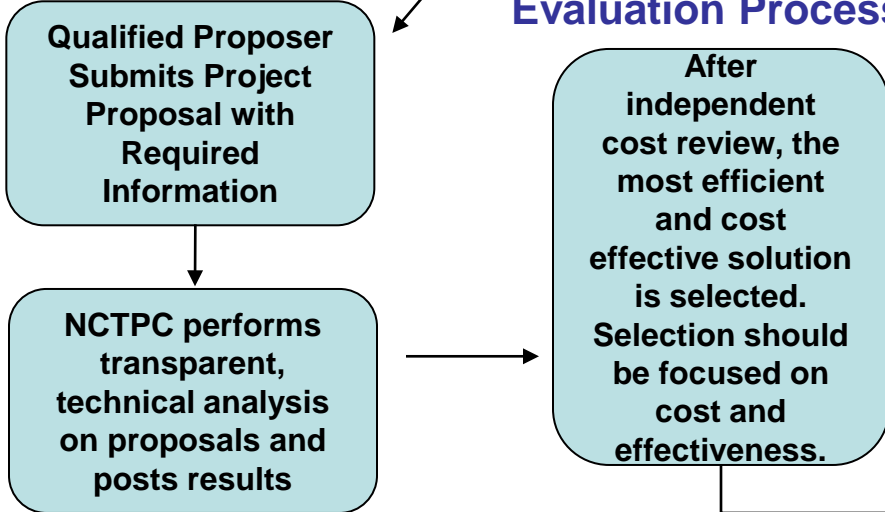 Evaluation Process
Qualified Proposer
Submits Project
Proposal with
Required
Information
NCTPC performs
transparent,
technical analysis
on proposals and
posts results
After
independent
cost review, the
most efficient
and cost
effective solution
is selected.
Selection should
be focused on
cost and
effectiveness.